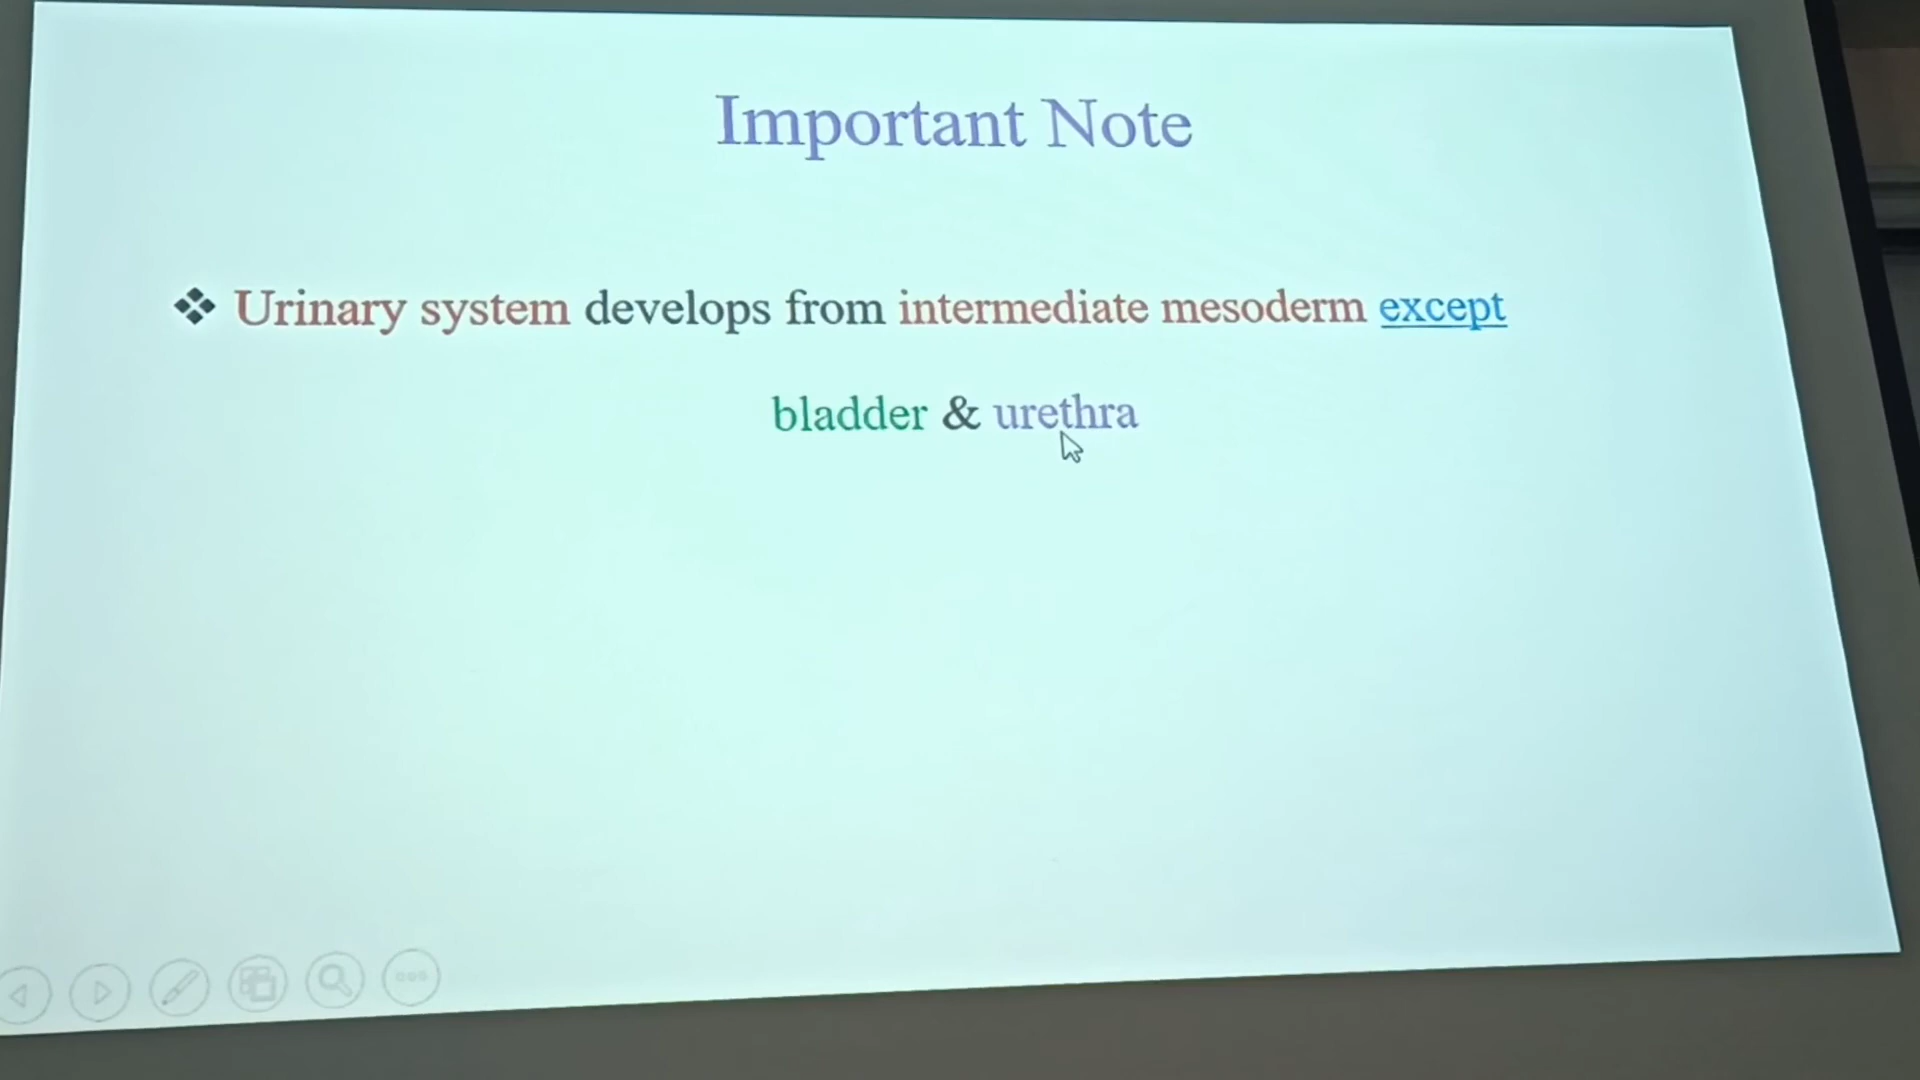 Important Note
❖ Urinary system develops from intermediate mesoderm except
bladder & urethra